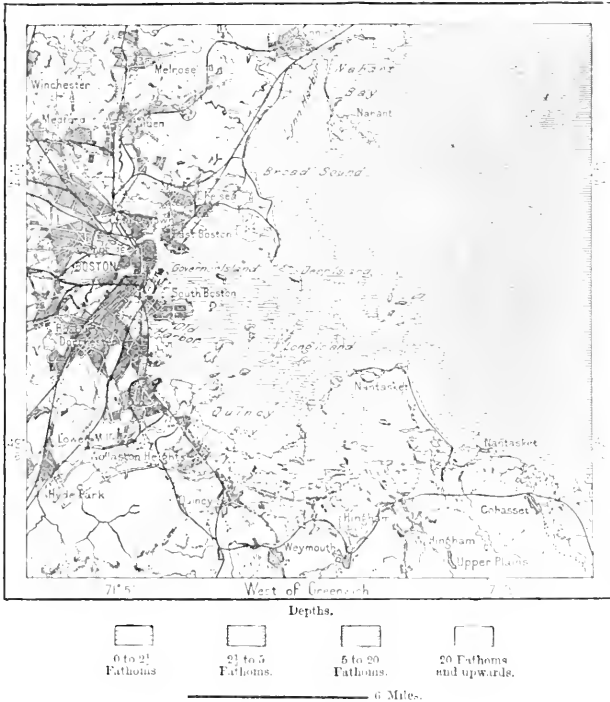 Melrose
Nahant
Winchester
Bay
Medford
Nahant
Broad Sound
East Boston
BOSTON
Governs Island
South Boston
Long Island
Nantasket
Quincy
Bay
Nantasket
Lower Mills
Wollaston Heights
Hyde Park
Quincy
Cohasset
Hingham
Weymouth
Hingham
Upper Plains
71° 5'
West of Greenwich
Depths.
0 to 2½ Fathoms
2½ to 5 Fathoms.
5 to 20 Fathoms.
20 Fathoms and upwards.
6 Miles.